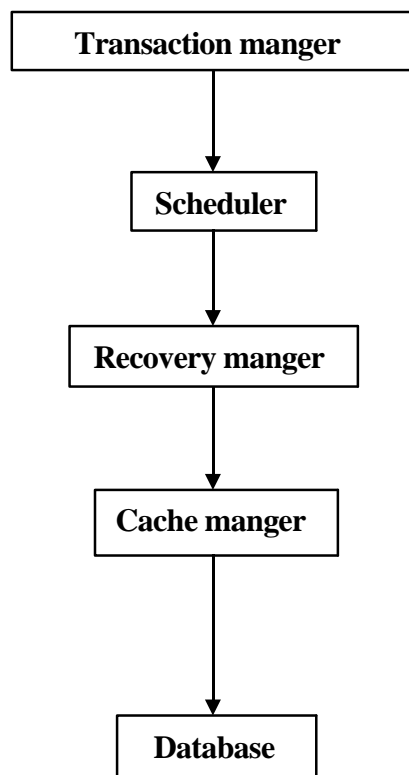 Transaction manger
Scheduler
Recovery manger
Cache manger
Database